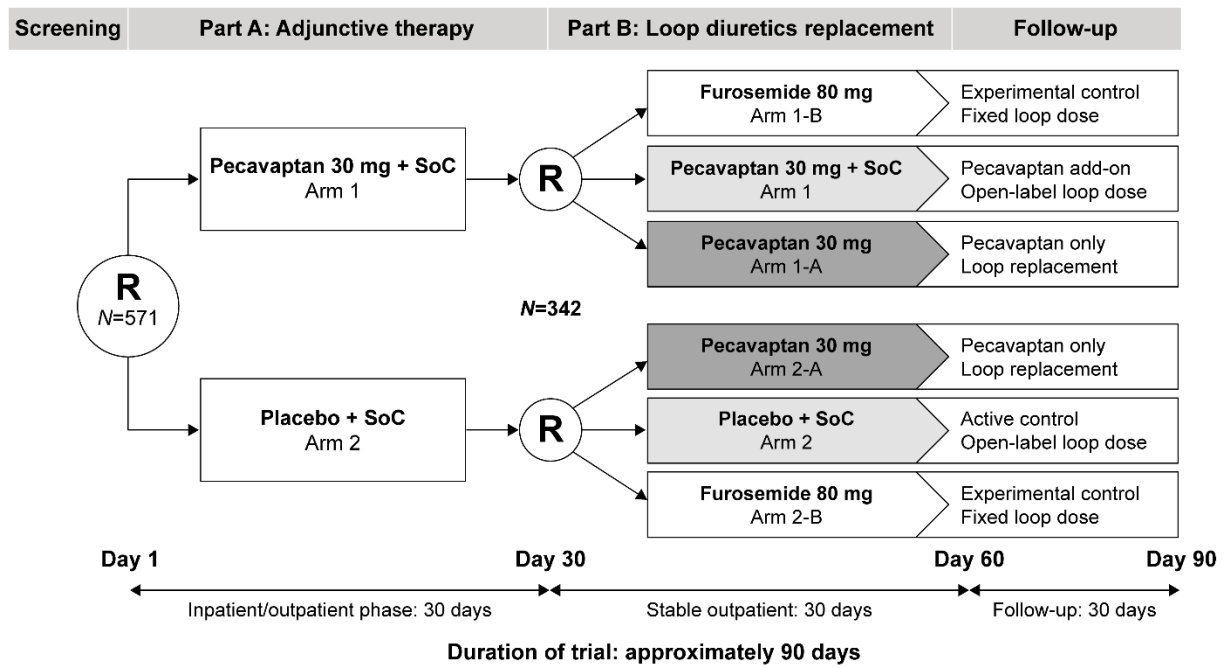 Screening
Part A: Adjunctive therapy
Part B: Loop diuretics replacement
Follow-up
R
N=571
Pecavaptan 30 mg + SoC
Arm 1
R
Furosemide 80 mg
Arm 1-B
Experimental control
Fixed loop dose
Pecavaptan 30 mg + SoC
Arm 1
Pecavaptan add-on
Open-label loop dose
Pecavaptan 30 mg
Arm 1-A
Pecavaptan only
Loop replacement
N=342
Placebo + SoC
Arm 2
R
Pecavaptan 30 mg
Arm 2-A
Pecavaptan only
Loop replacement
Placebo + SoC
Arm 2
Active control
Open-label loop dose
Furosemide 80 mg
Arm 2-B
Experimental control
Fixed loop dose
Day 1
Day 30
Day 60
Day 90
Inpatient/outpatient phase: 30 days
Stable outpatient: 30 days
Follow-up: 30 days
Duration of trial: approximately 90 days